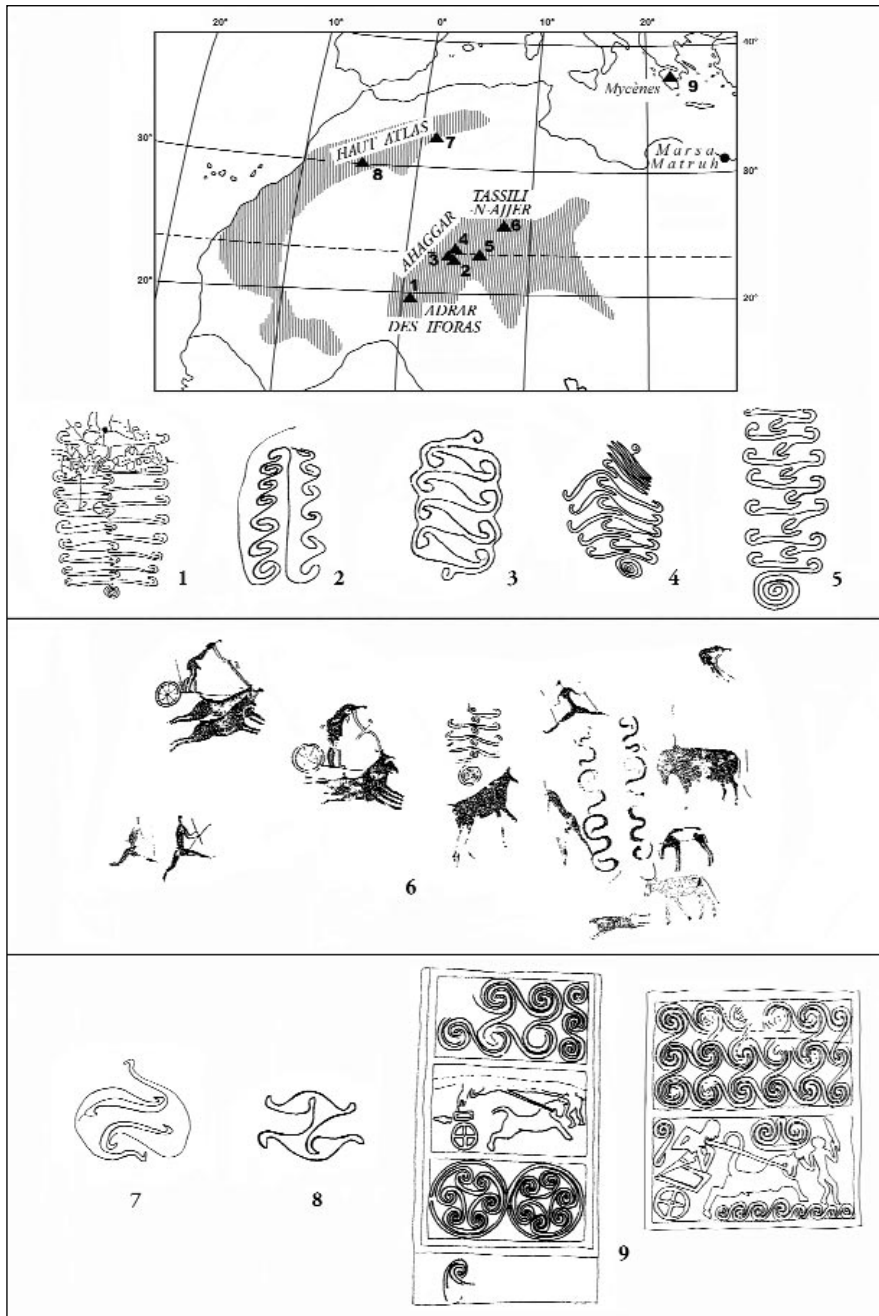 20° 10° 0° 10° 20°
40° 40°
Mycènes 9
HAUT ATLAS 7
Marsa
Matruh
30° 8 30°
TASSILI
-N-AJJER
6
AHAGGAR 4
3 5
2
20° 1 20°
ADRAR
DES IFORAS
1 2 3 4 5
6
7 8 9